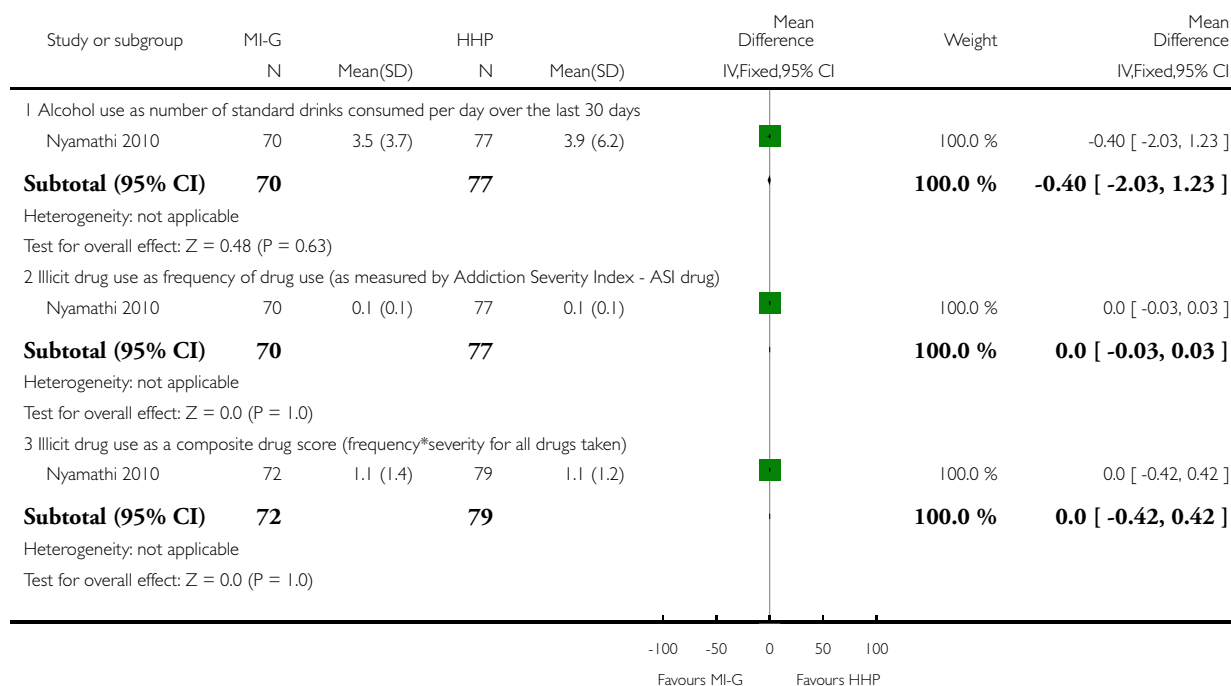 Study or subgroup MI-G HHP Mean Difference Weight Mean Difference
N Mean(SD) N Mean(SD) IV,Fixed,95% CI IV,Fixed,95% CI
1 Alcohol use as number of standard drinks consumed per day over the last 30 days
Nyamathi 2010 70 3.5 (3.7) 77 3.9 (6.2) 100.0 % -0.40 [ -2.03, 1.23 ]
Subtotal (95% CI) 70 77 100.0 % -0.40 [ -2.03, 1.23 ]
Heterogeneity: not applicable
Test for overall effect: Z = 0.48 (P = 0.63)
2 Illicit drug use as frequency of drug use (as measured by Addiction Severity Index - ASI drug)
Nyamathi 2010 70 0.1 (0.1) 77 0.1 (0.1) 100.0 % 0.0 [ -0.03, 0.03 ]
Subtotal (95% CI) 70 77 100.0 % 0.0 [ -0.03, 0.03 ]
Heterogeneity: not applicable
Test for overall effect: Z = 0.0 (P = 1.0)
3 Illicit drug use as a composite drug score (frequency*severity for all drugs taken)
Nyamathi 2010 72 1.1 (1.4) 79 1.1 (1.2) 100.0 % 0.0 [ -0.42, 0.42 ]
Subtotal (95% CI) 72 79 100.0 % 0.0 [ -0.42, 0.42 ]
Heterogeneity: not applicable
Test for overall effect: Z = 0.0 (P = 1.0)
-100 -50 0 50 100
Favours MI-G Favours HHP